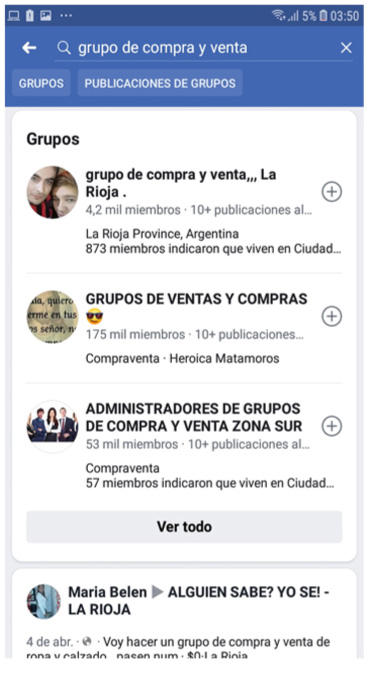 5% 03:50
grupo de compra y venta
GRUPOS PUBLICACIONES DE GRUPOS
Grupos
grupo de compra y venta,,, La
Rioja .
4,2 mil miembros · 10+ publicaciones al...
La Rioja Province, Argentina
873 miembros indicaron que viven en Ciudad...
GRUPOS DE VENTAS Y COMPRAS
😎
175 mil miembros · 10+ publicaciones...
Compraventa · Heroica Matamoros
ADMINISTRADORES DE GRUPOS
DE COMPRA Y VENTA ZONA SUR
53 mil miembros · 10+ publicaciones al...
Compraventa
57 miembros indicaron que viven en Ciudad...
Ver todo
Maria Belen ▶ ALGUIEN SABE? YO SE! -
LA RIOJA
4 de abr. · Voy hacer un grupo de compra y venta de
ropa y calzado pasen num · $0·La Rioja